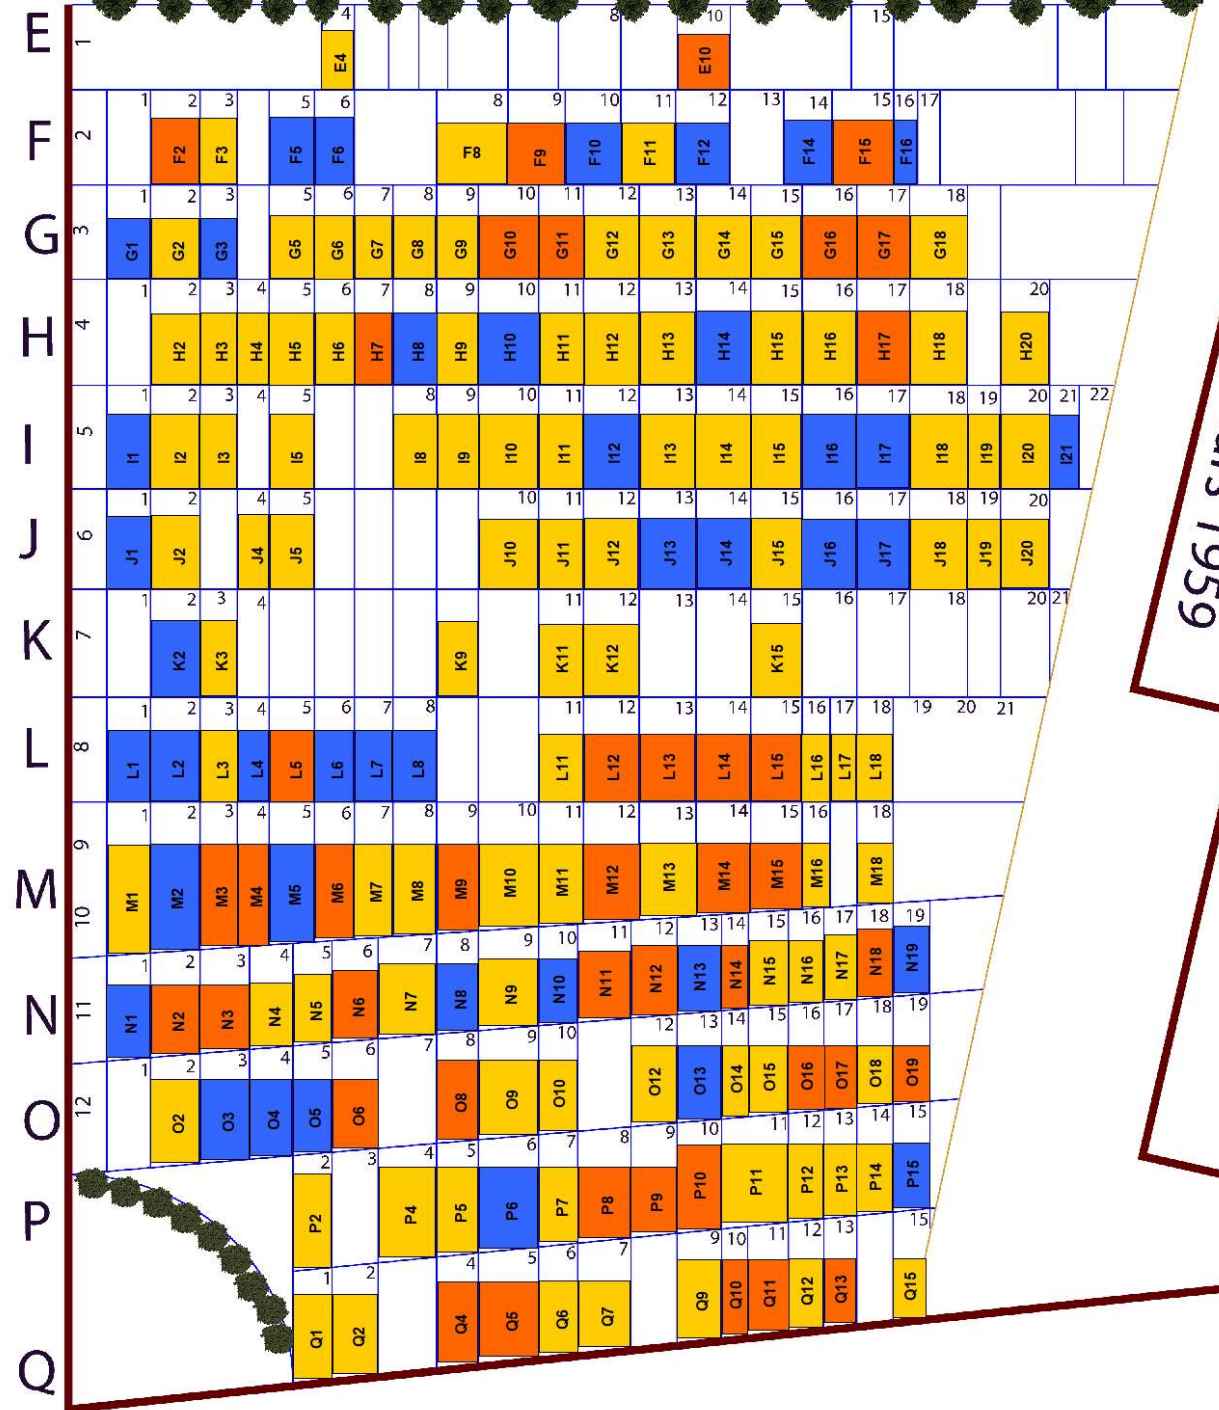 E 1 4 8 10 15
E4 E10
F 2 1 2 3 5 6 8 9 10 11 12 13 14 15 16 17
F2 F3 F5 F6 F8 F9 F10 F11 F12 F14 F15 F16
G 3 1 2 3 5 6 7 8 9 10 11 12 13 14 15 16 17 18
G1 G2 G3 G5 G6 G7 G8 G9 G10 G11 G12 G13 G14 G15 G16 G17 G18
H 4 1 2 3 4 5 6 7 8 9 10 11 12 13 14 15 16 17 18 20
H2 H3 H4 H5 H6 H7 H8 H9 H10 H11 H12 H13 H14 H15 H16 H17 H18 H20
I 5 1 2 3 4 5 8 9 10 11 12 13 14 15 16 17 18 19 20 21 22
I1 I2 I3 I5 I8 I9 I10 I11 I12 I13 I14 I15 I16 I17 I18 I19 I20 I21
J 6 1 2 4 5 10 11 12 13 14 15 16 17 18 19 20
J1 J2 J4 J5 J10 J11 J12 J13 J14 J15 J16 J17 J18 J19 J20
1959
K 7 1 2 3 4 11 12 13 14 15 16 17 18 20 21
K2 K3 K9 K11 K12 K15
L 8 1 2 3 4 5 6 7 8 11 12 13 14 15 16 17 18 19 20 21
L1 L2 L3 L4 L5 L6 L7 L8 L11 L12 L13 L14 L15 L16 L17 L18
M 9 10 1 2 3 4 5 6 7 8 9 10 11 12 13 14 15 16 18
M1 M2 M3 M4 M5 M6 M7 M8 M9 M10 M11 M12 M13 M14 M15 M16 M18
N 11 1 2 3 4 5 6 7 8 9 10 11 12 13 14 15 16 17 18 19
N1 N2 N3 N4 N5 N6 N7 N8 N9 N10 N11 N12 N13 N14 N15 N16 N17 N18 N19
O 12 1 2 3 4 5 6 7 8 9 10 12 13 14 15 16 17 18 19
O2 O3 O4 O5 O6 O8 O9 O10 O12 O13 O14 O15 O16 O17 O18 O19
P 2 3 4 5 6 7 8 9 10 11 12 13 14 15
P2 P4 P5 P6 P7 P8 P9 P10 P11 P12 P13 P14 P15
Q 1 2 4 5 6 7 9 10 11 12 13 15
Q1 Q2 Q4 Q5 Q6 Q7 Q9 Q10 Q11 Q12 Q13 Q15